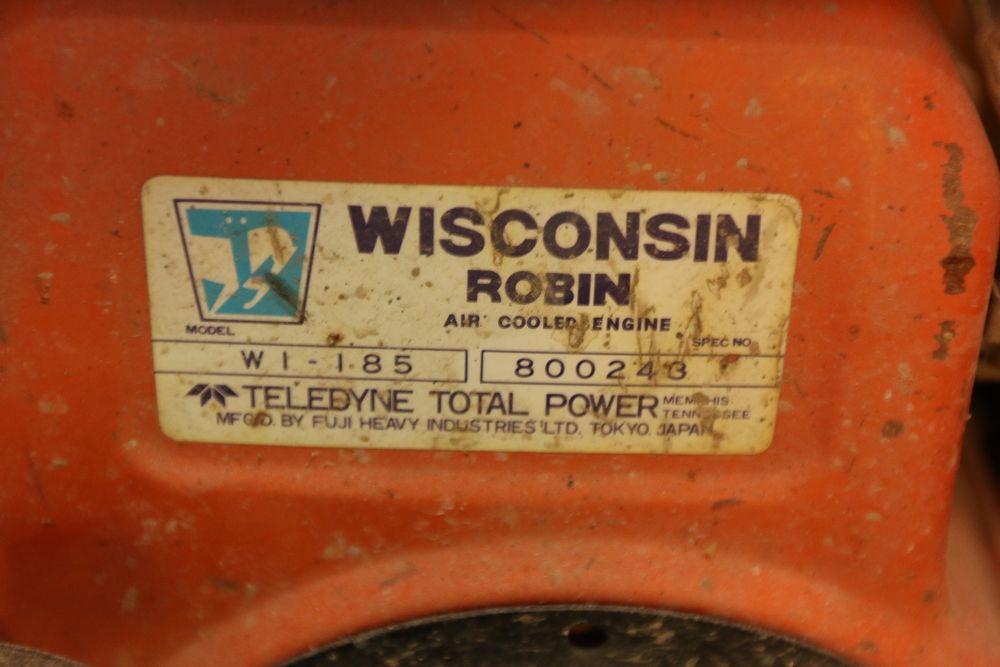 WISCONSIN
ROBIN
AIR COOLED ENGINE
MODEL SPEC NO
W1-185 800243
TELEDYNE TOTAL POWER MEMPHIS TENNESSEE
MFG'D. BY FUJI HEAVY INDUSTRIES LTD. TOKYO JAPAN